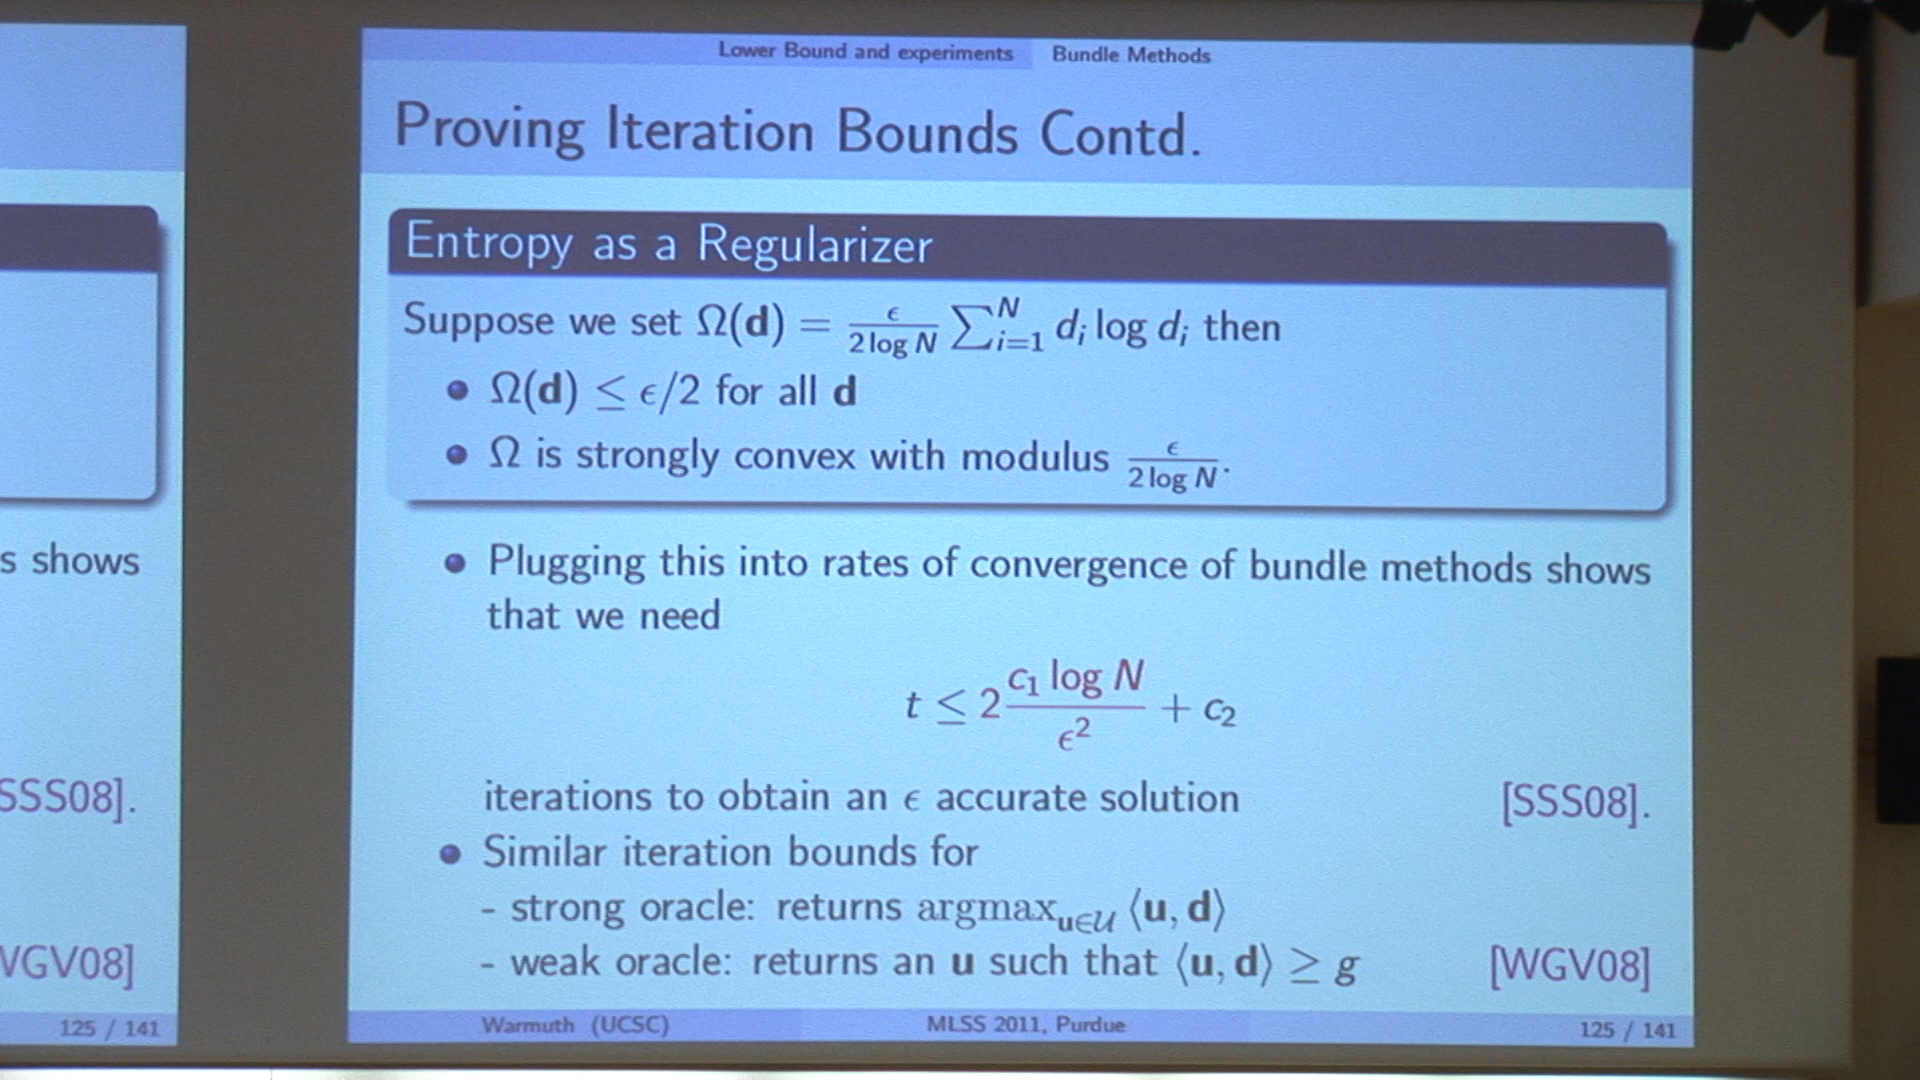 Lower Bound and experiments Bundle Methods
Proving Iteration Bounds Contd.
Entropy as a Regularizer
Suppose we set Ω(d) = ϵ/(2 log N) ∑_{i=1}^{N} d_i log d_i then
• Ω(d) ≤ ϵ/2 for all d
• Ω is strongly convex with modulus ϵ/(2 log N).
• Plugging this into rates of convergence of bundle methods shows
that we need
t ≤ 2 (c₁ log N)/ϵ² + c₂
iterations to obtain an ϵ accurate solution [SSS08].
• Similar iteration bounds for
- strong oracle: returns argmax_{u∈𝒰} ⟨u, d⟩
- weak oracle: returns an u such that ⟨u, d⟩ ≥ g [WGV08]
Warmuth (UCSC) MLSS 2011, Purdue 125 / 141
s shows
SSS08].
WGV08]
125 / 141